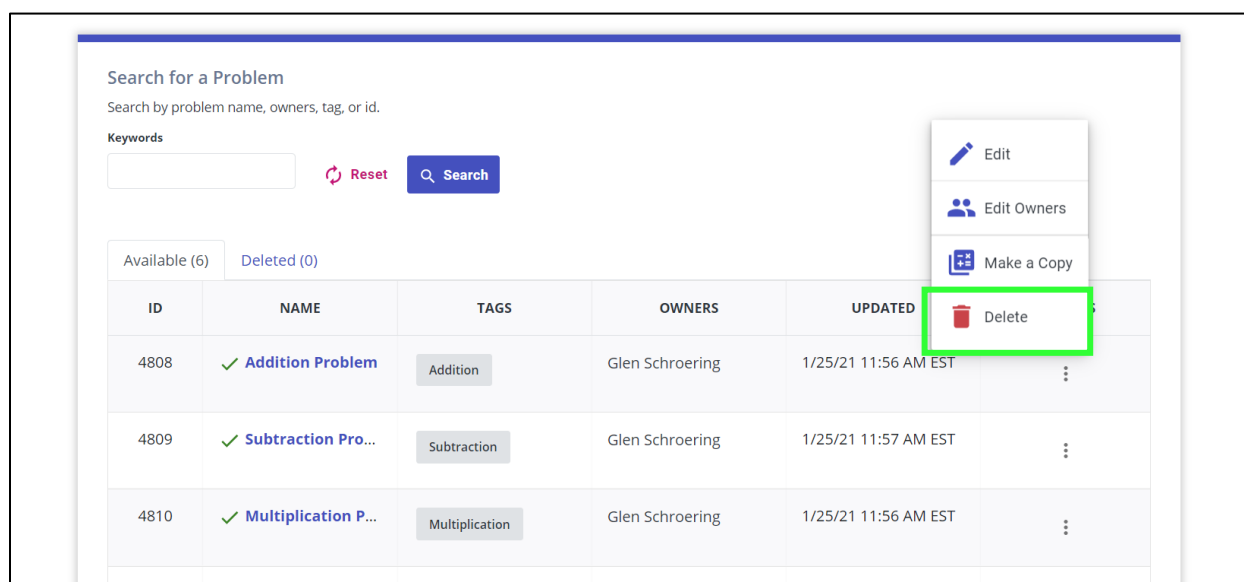 Search for a Problem
Search by problem name, owners, tag, or id.
Keywords
Reset
Search
Edit
Edit Owners
Make a Copy
Delete
Available (6) Deleted (0)
ID NAME TAGS OWNERS UPDATED
4808 Addition Problem Addition Glen Schroering 1/25/21 11:56 AM EST
4809 Subtraction Pro... Subtraction Glen Schroering 1/25/21 11:57 AM EST
4810 Multiplication P... Multiplication Glen Schroering 1/25/21 11:56 AM EST